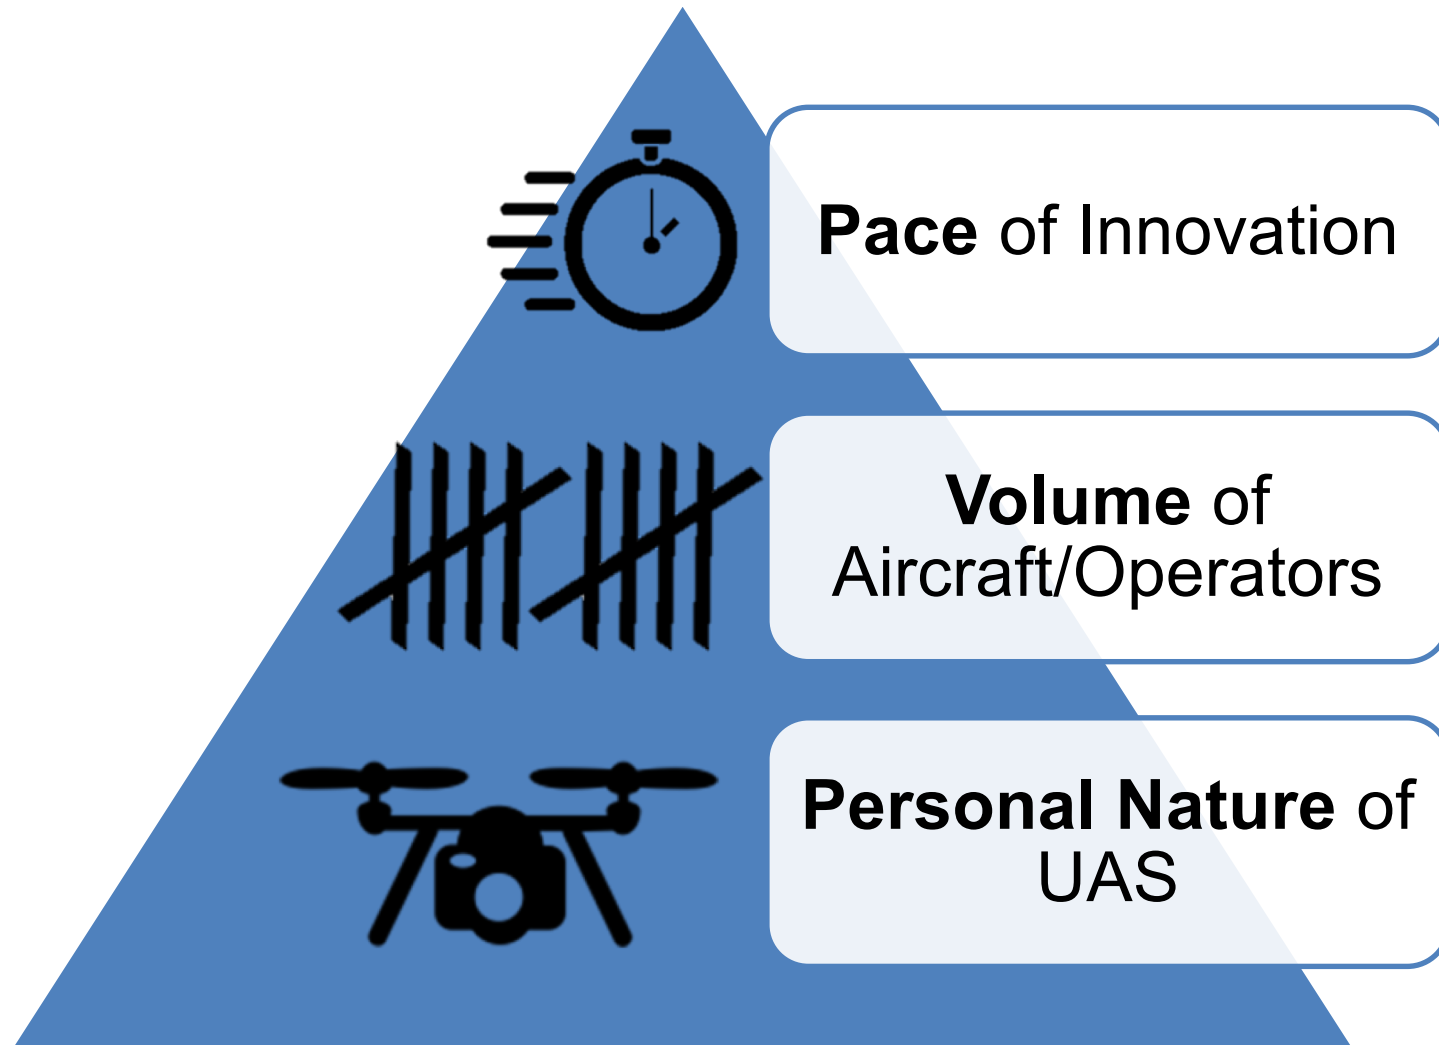 Pace of Innovation
Volume of
Aircraft/Operators
Personal Nature of
UAS